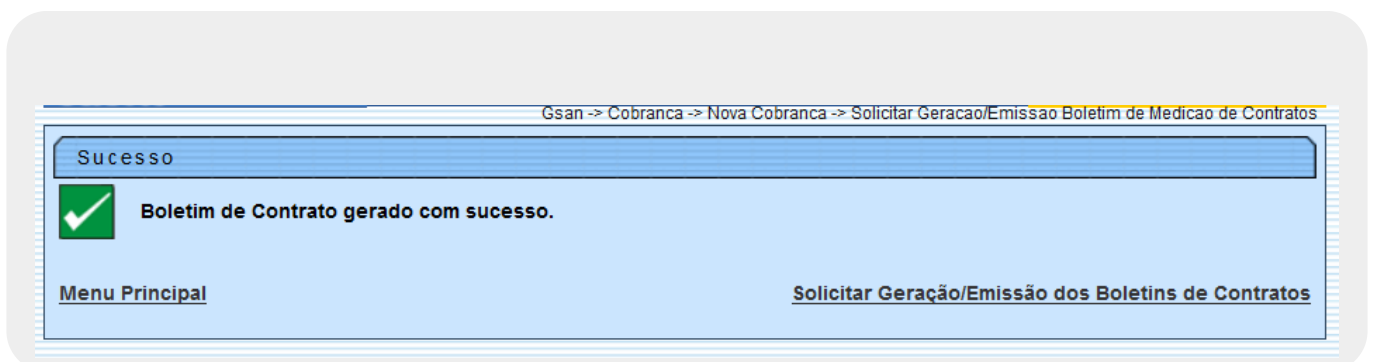 Gsan -> Cobranca -> Nova Cobranca -> Solicitar Geracao/Emissao Boletim de Medicao de Contratos
Sucesso
Boletim de Contrato gerado com sucesso.
Menu Principal
Solicitar Geração/Emissão dos Boletins de Contratos